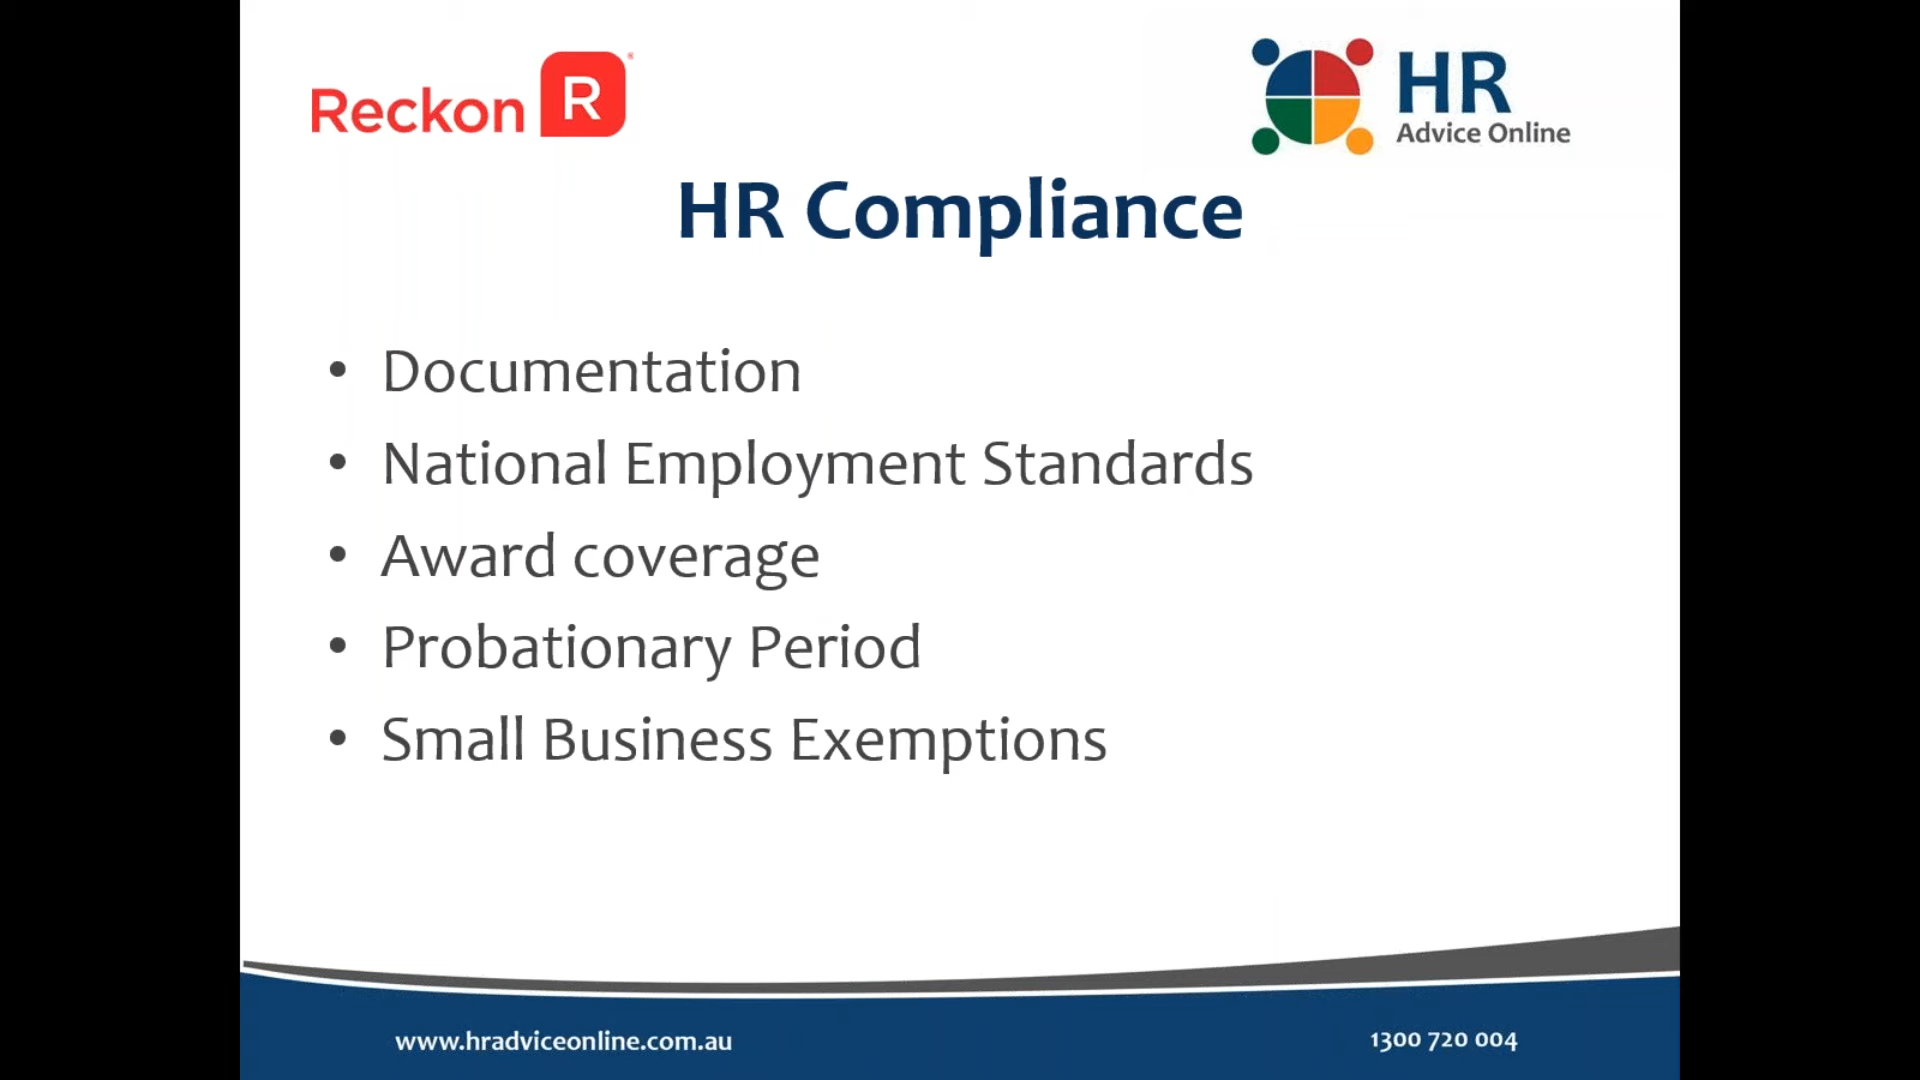 Reckon R
HR
Advice Online
HR Compliance
• Documentation
• National Employment Standards
• Award coverage
• Probationary Period
• Small Business Exemptions
www.hradviceonline.com.au
1300 720 004